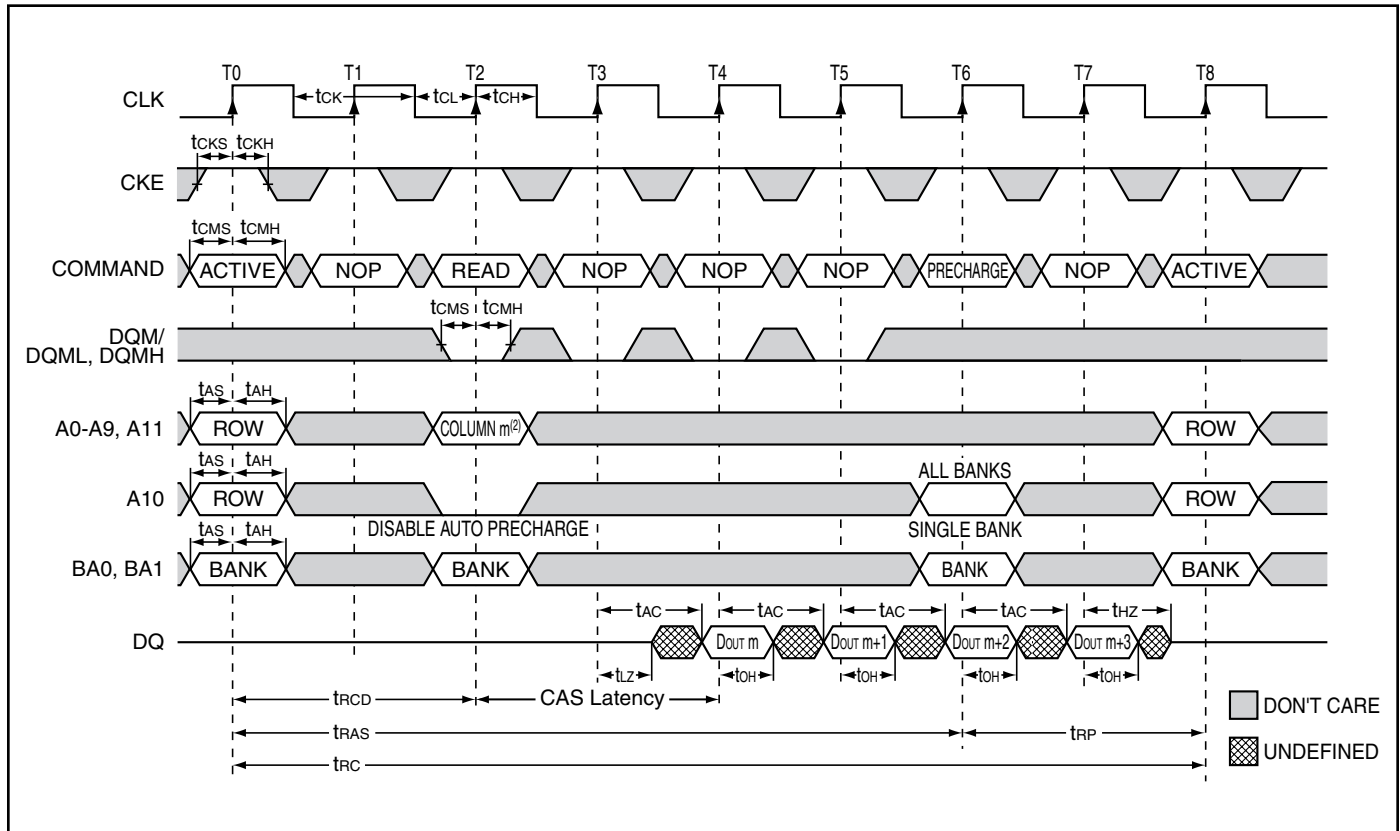 T0 T1 T2 T3 T4 T5 T6 T7 T8
CLK
tCK tCL tCH
tCKS tCKH
CKE
tCMS tCMH
COMMAND ACTIVE NOP READ NOP NOP NOP PRECHARGE NOP ACTIVE
tCMS tCMH
DQM/
DQML, DQMH
tAS tAH
A0-A9, A11 ROW COLUMN m(2) ROW
tAS tAH
ALL BANKS
A10 ROW ROW
DISABLE AUTO PRECHARGE SINGLE BANK
tAS tAH
BA0, BA1 BANK BANK BANK BANK
tAC tAC tAC tAC tHZ
DQ DOUT m DOUT m+1 DOUT m+2 DOUT m+3
tLZ tOH tOH tOH tOH
tRCD CAS Latency
DON'T CARE
tRAS tRP
UNDEFINED
tRC